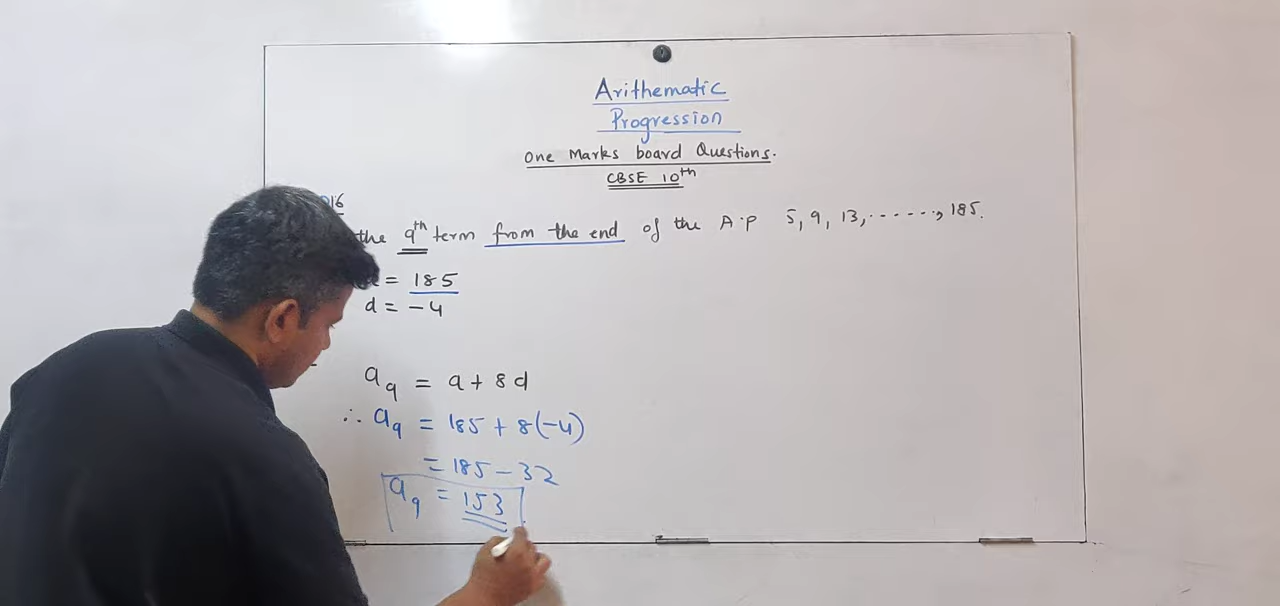 Arithematic
Progression
One Marks board Questions.
CBSE 10th
16
the 9th term from the end of the A.P 5, 9, 13, ......, 185.
= 185
d = -4
a9 = a + 8d
∴ a9 = 185 + 8(-4)
= 185 - 32
a9 = 153